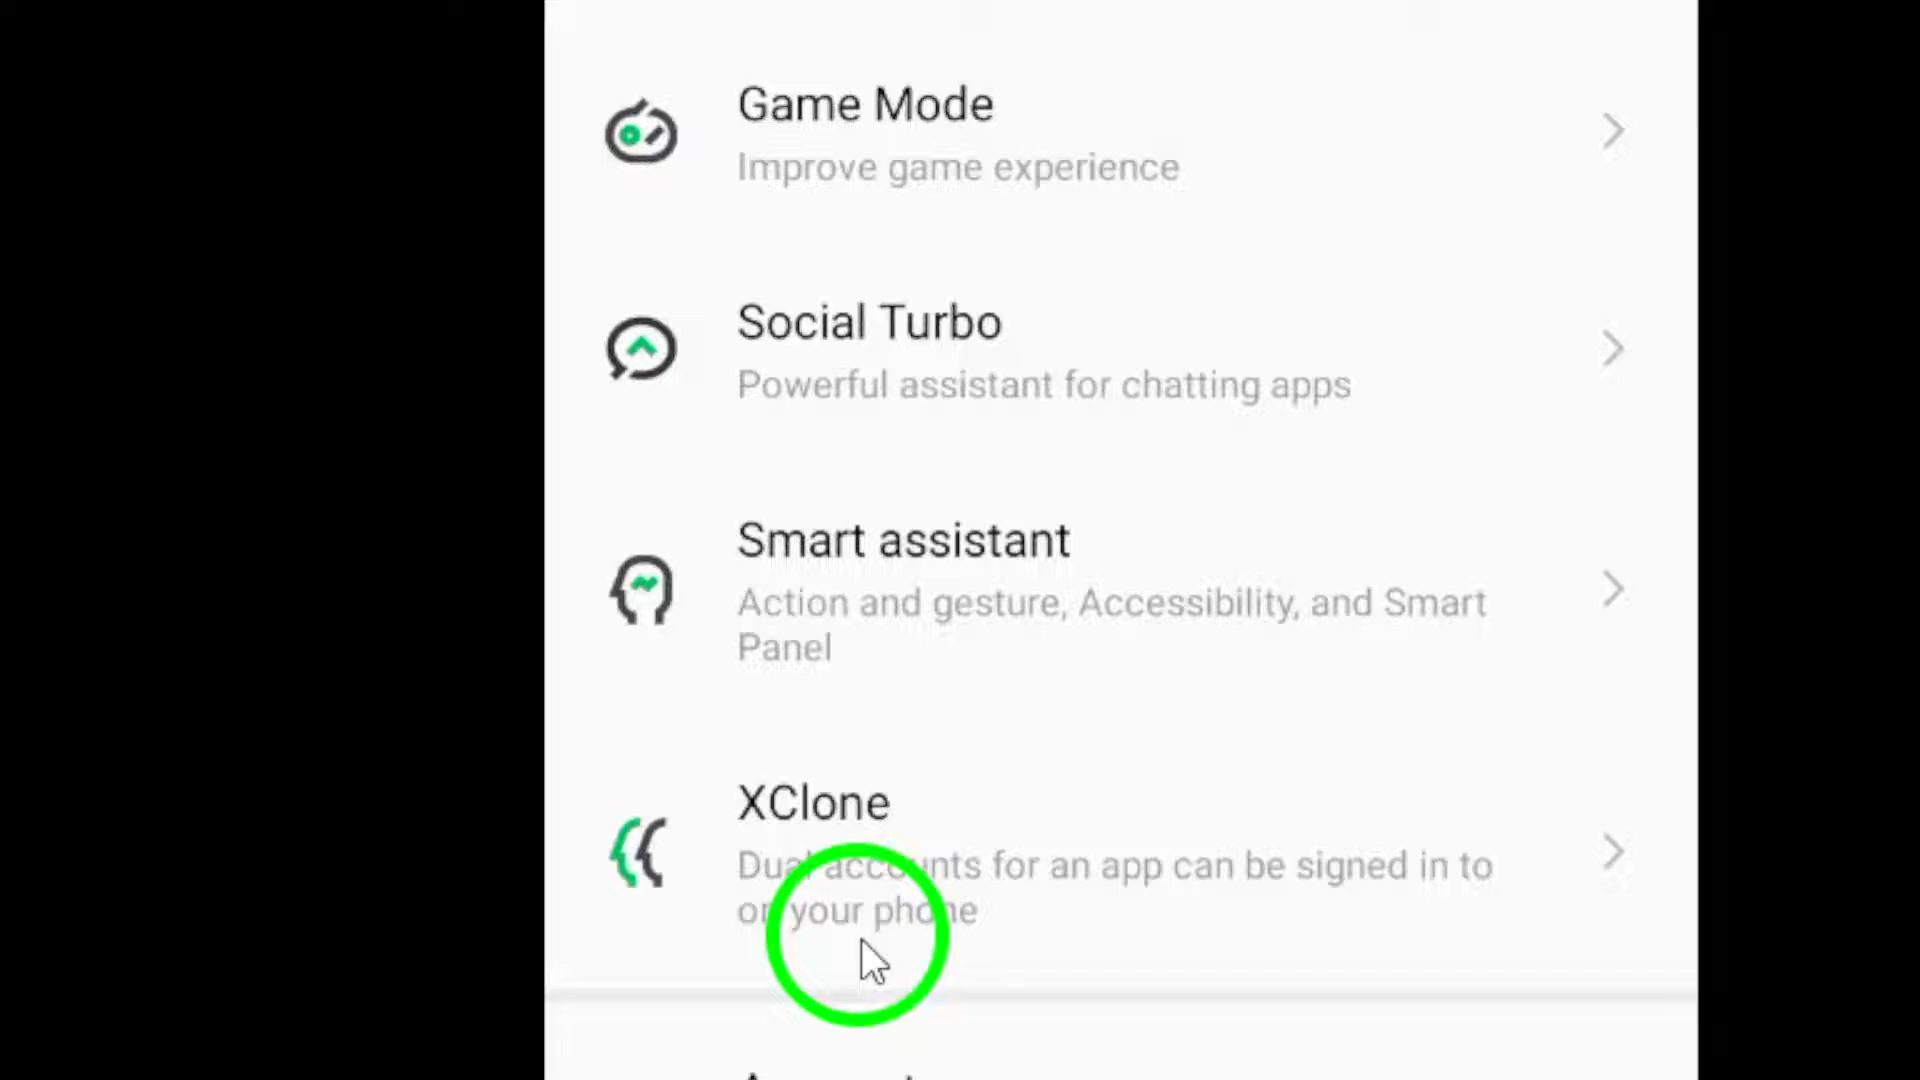 Game Mode
Improve game experience
Social Turbo
Powerful assistant for chatting apps
Smart assistant
Action and gesture, Accessibility, and Smart
Panel
XClone
Dual accounts for an app can be signed in to
on your phone